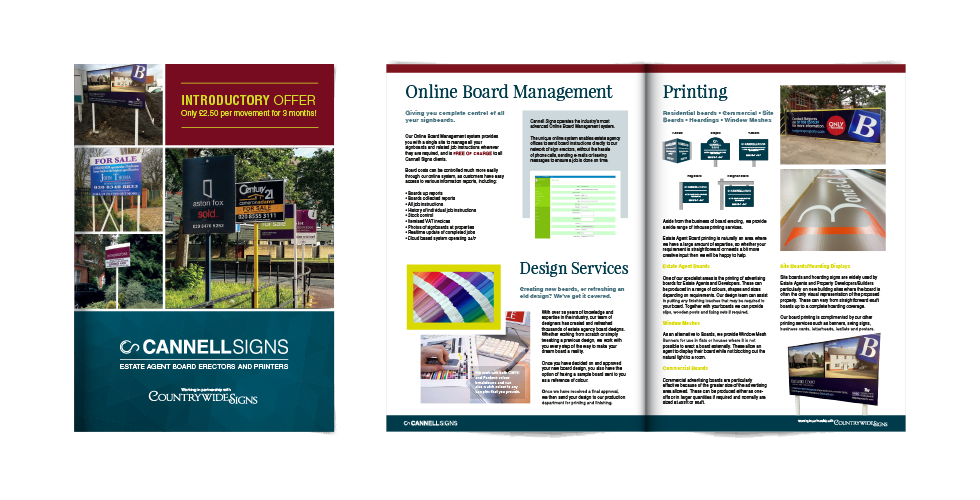 INTRODUCTORY OFFER
Only £2.50 per movement for 3 months!
FOR SALE
JOHN THOMA
020 8340 8833
aston fox
sold.
020 8475 9292
Century 21
FOR SALE
020 8555 3111
CANNELLSIGNS
ESTATE AGENT BOARD ERECTORS AND PRINTERS
Working in partnership with
COUNTRYWIDESIGNS
Online Board Management
Giving you complete control of all
your signboards.
Our Online Board Management system provides
you with a single site to manage all your
signboards and related job instructions wherever
they are required, and is FREE OF CHARGE to all
Cannell Signs clients.
Board costs can be controlled much more easily
through our online system, as customers have easy
access to various information reports, including:
• Boards up reports
• Boards collected reports
• All job instructions
• History of individual job instructions
• Stock control
• Itemised VAT invoices
• Photos of signboards at properties
• Realtime update of completed jobs
• Cloud based system operating 24/7
Cannell Signs operates the industry's most
advanced Online Board Management system.
The unique online system enables estate agency
offices to send board instructions directly to our
network of sign erectors, without the hassle
of phone calls, sending e-mails or leaving
messages to ensure a job is done on time.
Design Services
Creating new boards, or refreshing an
old design? We've got it covered.
With over 25 years of knowledge and
expertise in the industry, our team of
designers has created and refreshed
thousands of estate agency board designs.
Whether working from scratch or simply
tweaking a previous design, we work with
you every step of the way to make your
dream board a reality.
Once you have decided on and approved
your new board design, you also have the
option of having a sample board sent to you
as a reference of colour.
Once we have received a final approval,
we then send your design to our production
department for printing and finishing.
CANNELLSIGNS
Printing
Residential boards • Commercial • Site
Boards • Hoardings • Window Meshes
Aside from the business of board erecting, we provide
a wide range of inhouse printing services.
Estate Agent Board printing is naturally an area where
we have a large amount of expertise, so whether your
requirement is straightforward or needs a bit more
creative input then we will be happy to help.
Estate Agent Boards
One of our specialist areas is the printing of advertising
boards for Estate Agents and Developers. These can
be produced in a range of colours, shapes and sizes
depending on requirements. Our design team can assist
in putting any finishing touches that may be required to
your board. Together with your boards we can provide
slips, wooden posts and fixing sets if required.
Window Meshes
As an alternative to Boards, we provide Window Mesh
Banners for use in flats or houses where it is not
possible to erect a board externally. These allow an
agent to display their board while not blocking out the
natural light to a room.
Commercial Boards
Commercial advertising boards are particularly
effective because of the greater size of the advertising
area allowed. These can be produced either as one-
offs or in larger quantities if required and normally are
sized at 6x4ft or 8x4ft.
ONLY
B
Bonds
Site Boards/Hoarding Displays
Site boards and hoarding signs are widely used by
Estate Agents and Property Developers/Builders
particularly on new building sites where the board is
often the only visual representation of the proposed
property. These can vary from straightforward 8x4ft
boards up to a complete hoarding coverage.
Our board printing is complimented by our other
printing services such as banners, swing signs,
business cards, letterheads, leaflets and posters.
B
Working in partnership with
COUNTRYWIDESIGNS